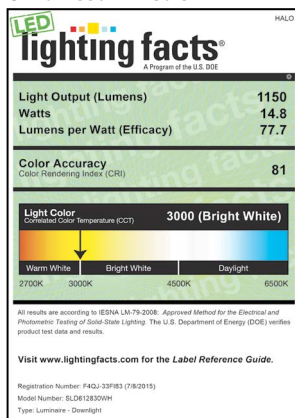 HALO
LED
lighting facts®
A Program of the U.S. DOE
Light Output (Lumens) 1150
Watts 14.8
Lumens per Watt (Efficacy) 77.7
Color Accuracy
Color Rendering Index (CRI) 81
Light Color
Correlated Color Temperature (CCT) 3000 (Bright White)
Warm White Bright White Daylight
2700K 3000K 4500K 6500K
All results are according to IESNA LM-79-2008: Approved Method for the Electrical and
Photometric Testing of Solid-State Lighting. The U.S. Department of Energy (DOE) verifies
product test data and results.
Visit www.lightingfacts.com for the Label Reference Guide.
Registration Number: F4QJ-33FI83 (7/8/2015)
Model Number: SLD612830WH
Type: Luminaire - Downlight